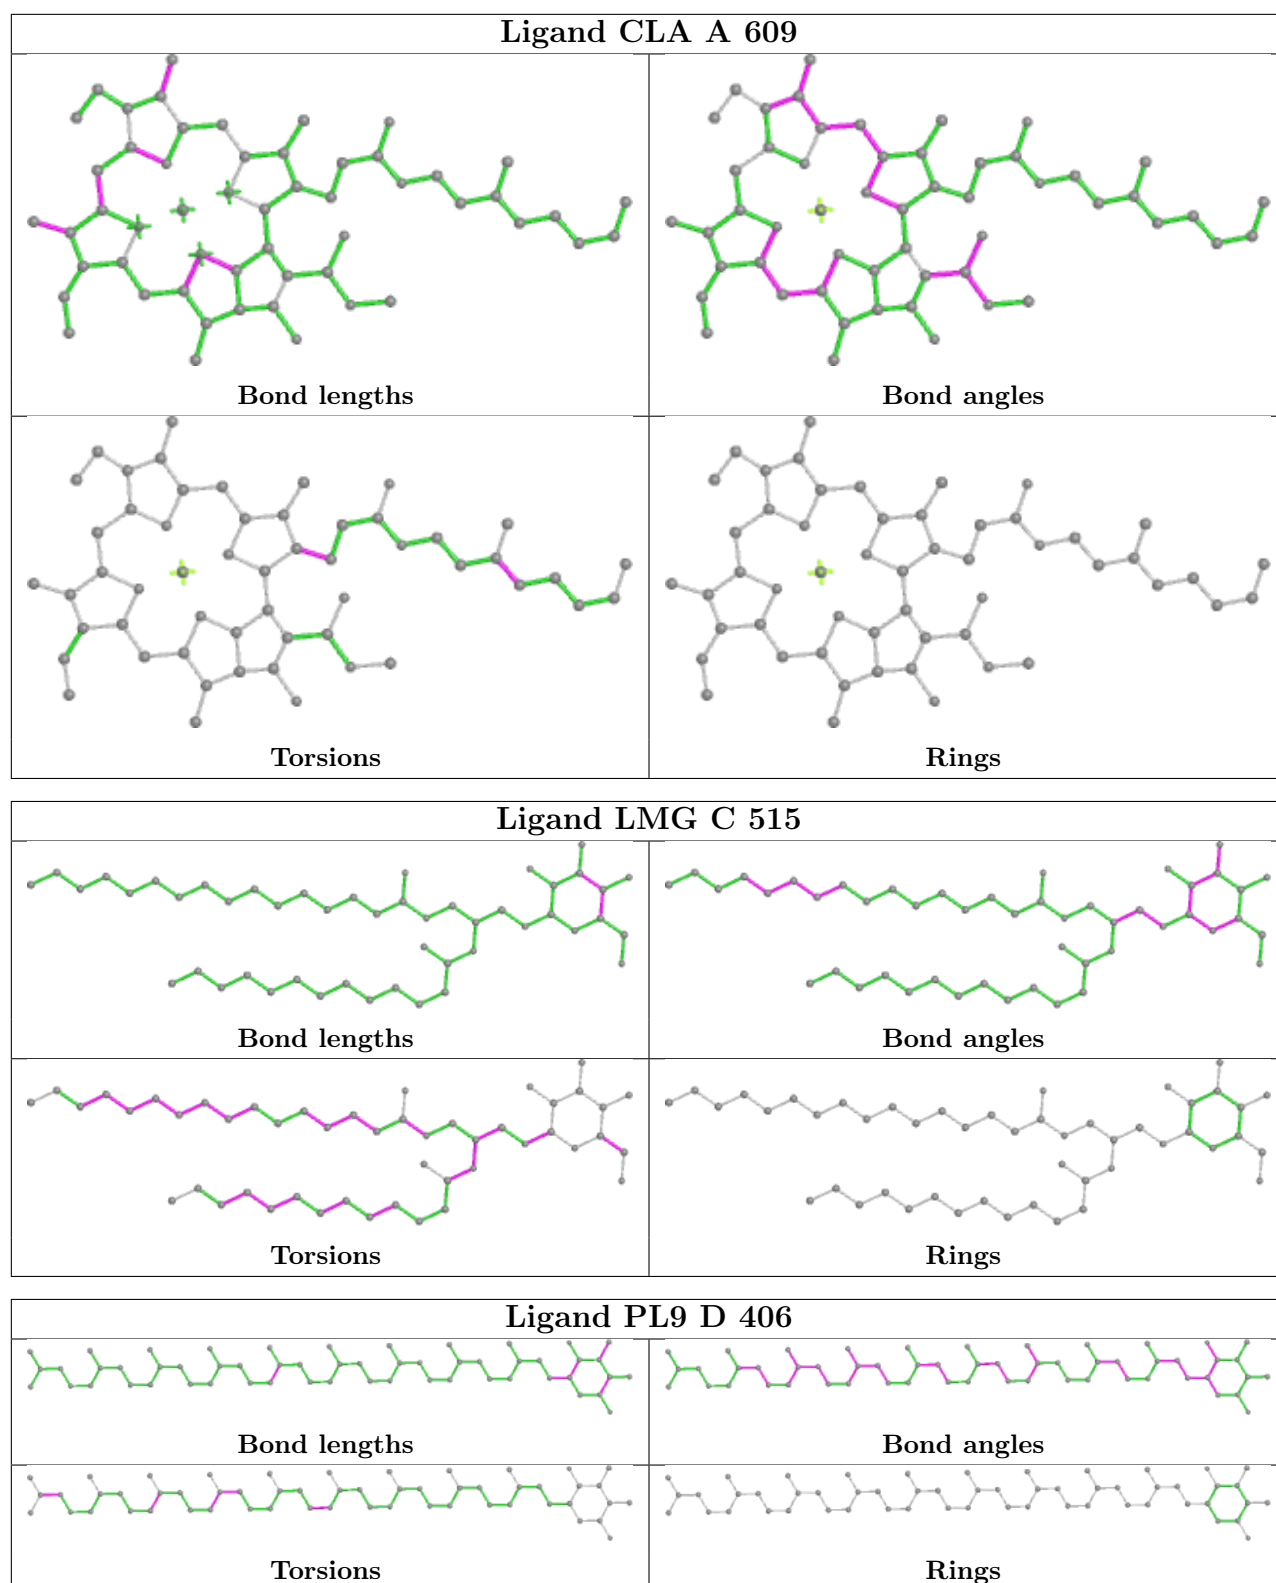 Ligand CLA A 609
Bond lengths
Bond angles
Torsions
Rings
Ligand LMG C 515
Bond lengths
Bond angles
Torsions
Rings
Ligand PL9 D 406
Bond lengths
Bond angles
Torsions
Rings